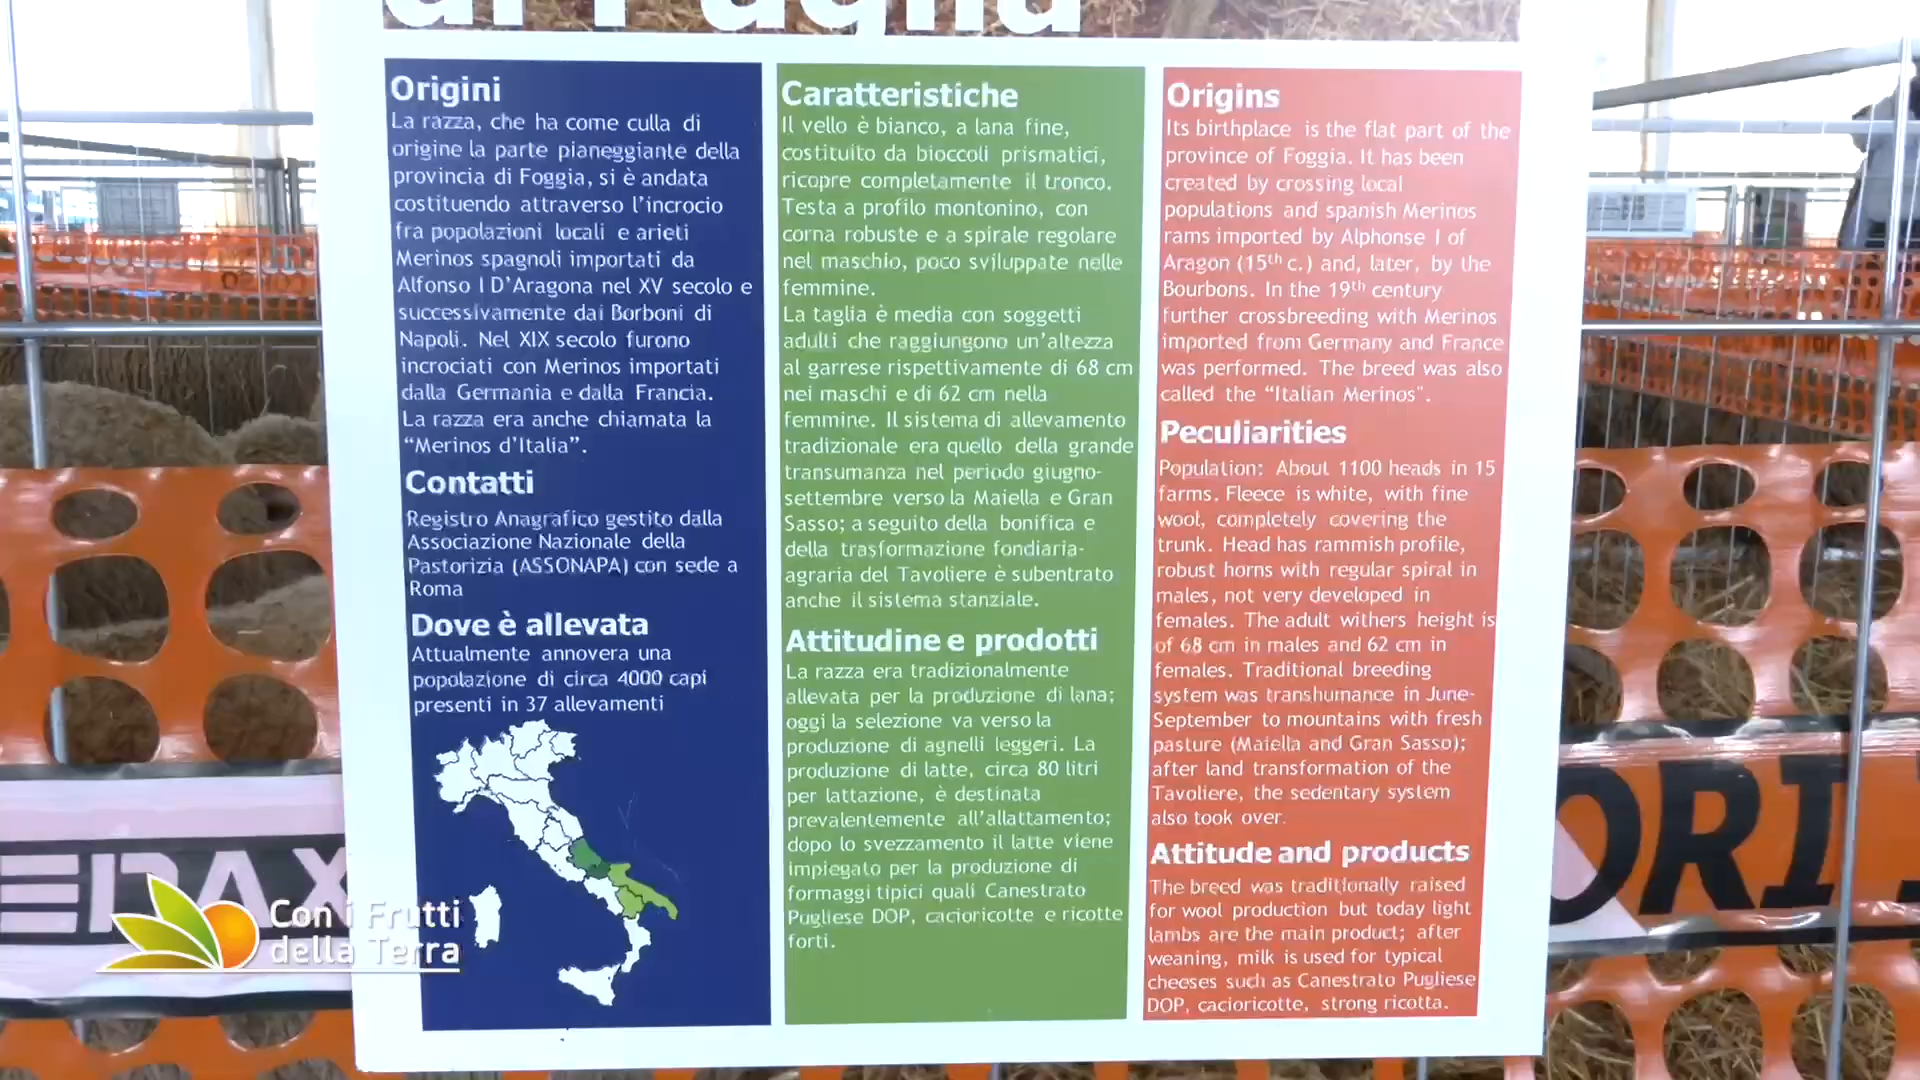 di Puglia
Origini
La razza, che ha come culla di
origine la parte pianeggiante della
provincia di Foggia, si è andata
costituendo attraverso l'incrocio
fra popolazioni locali e arieti
Merinos spagnoli importati da
Alfonso I D'Aragona nel XV secolo e
successivamente dai Borboni di
Napoli. Nel XIX secolo furono
incrociati con Merinos importati
dalla Germania e dalla Francia.
La razza era anche chiamata la
“Merinos d'Italia”.
Contatti
Registro Anagrafico gestito dalla
Associazione Nazionale della
Pastorizia (ASSONAPA) con sede a
Roma
Dove è allevata
Attualmente annovera una
popolazione di circa 4000 capi
presenti in 37 allevamenti
Caratteristiche
Il vello è bianco, a lana fine,
costituito da bioccoli prismatici,
ricopre completamente il tronco.
Testa a profilo montonino, con
corna robuste e a spirale regolare
nel maschio, poco sviluppate nelle
femmine.
La taglia è media con soggetti
adulti che raggiungono un'altezza
al garrese rispettivamente di 68 cm
nei maschi e di 62 cm nella
femmine. Il sistema di allevamento
tradizionale era quello della grande
transumanza nel periodo giugno-
settembre verso la Maiella e Gran
Sasso; a seguito della bonifica e
della trasformazione fondiaria-
agraria del Tavoliere è subentrato
anche il sistema stanziale.
Attitudine e prodotti
La razza era tradizionalmente
allevata per la produzione di lana;
oggi la selezione va verso la
produzione di agnelli leggeri. La
produzione di latte, circa 80 litri
per lattazione, è destinata
prevalentemente all'allattamento;
dopo lo svezzamento il latte viene
impiegato per la produzione di
formaggi tipici quali Canestrato
Pugliese DOP, cacioricotte e ricotte
forti.
Origins
Its birthplace is the flat part of the
province of Foggia. It has been
created by crossing local
populations and spanish Merinos
rams imported by Alphonse I of
Aragon (15th c.) and, later, by the
Bourbons. In the 19th century
further crossbreeding with Merinos
imported from Germany and France
was performed. The breed was also
called the “Italian Merinos".
Peculiarities
Population: About 1100 heads in 15
farms. Fleece is white, with fine
wool, completely covering the
trunk. Head has rammish profile,
robust horns with regular spiral in
males, not very developed in
females. The adult withers height is
of 68 cm in males and 62 cm in
females. Traditional breeding
system was transhumance in June-
September to mountains with fresh
pasture (Maiella and Gran Sasso);
after land transformation of the
Tavoliere, the sedentary system
also took over.
Attitude and products
The breed was traditionally raised
for wool production but today light
lambs are the main product; after
weaning, milk is used for typical
cheeses such as Canestrato Pugliese
DOP, cacioricotte, strong ricotta.
ORI
Con i Frutti
della Terra